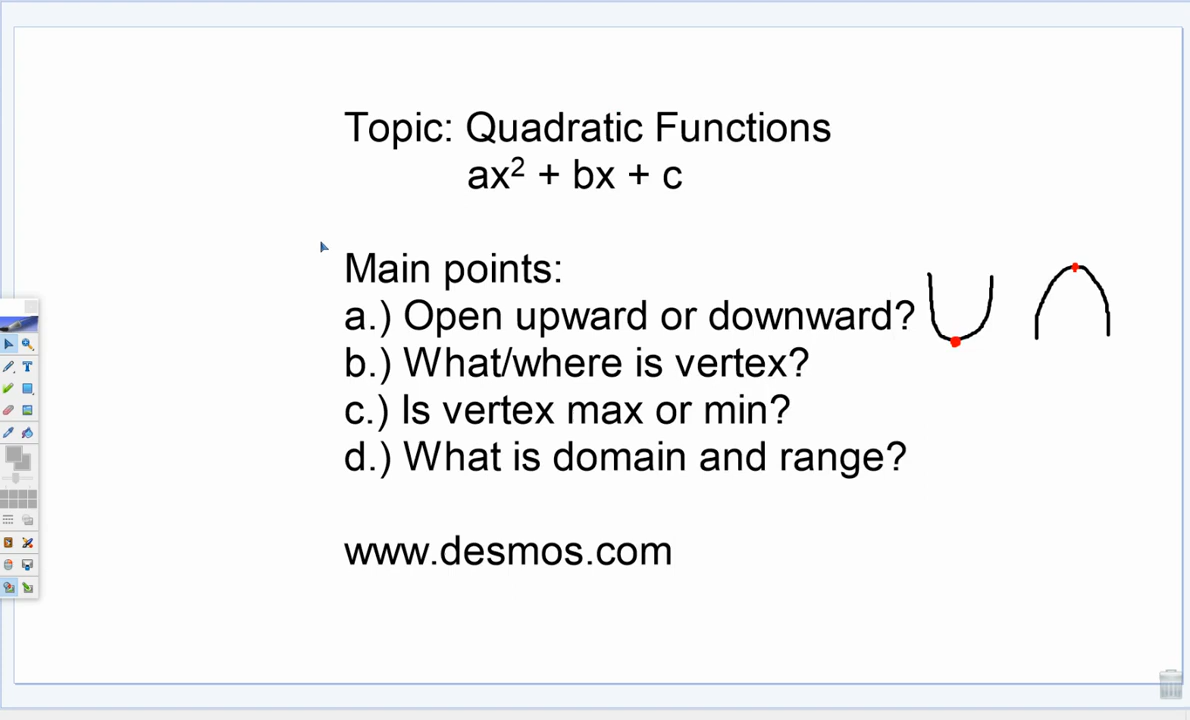 Topic: Quadratic Functions
ax² + bx + c
Main points:
a.) Open upward or downward?
b.) What/where is vertex?
c.) Is vertex max or min?
d.) What is domain and range?
www.desmos.com